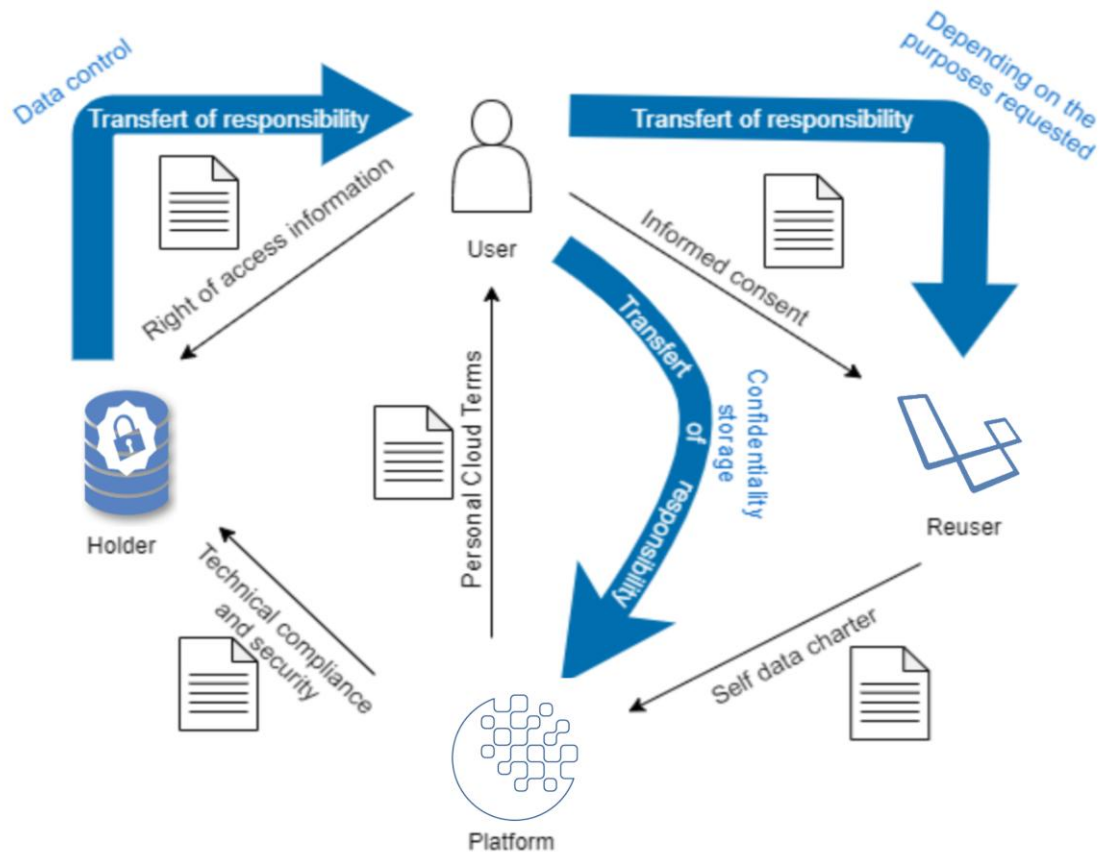 Data control
Transfert of responsibility
Transfert of responsibility
Depending on the
purposes requested
Right of access information
User
Informed consent
Transfert of responsibility
Confidentiality
storage
Personal Cloud Terms
Holder
Reuser
Technical compliance
and security
Self data charter
Platform